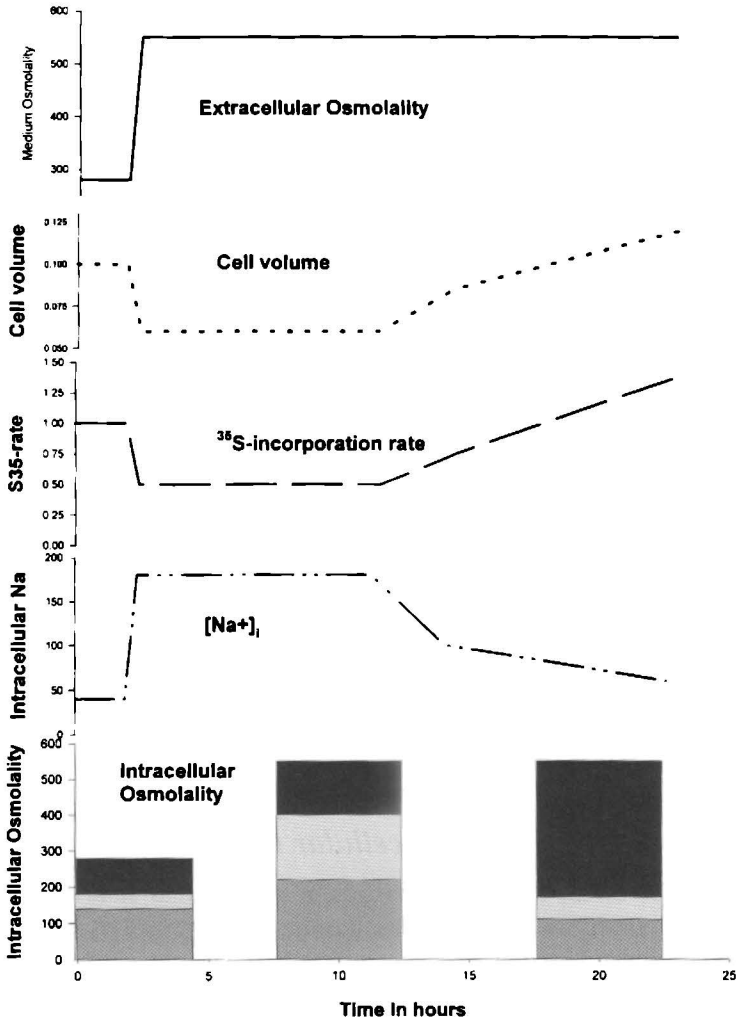 600
500
400
300
Medium Osmolality
Extracellular Osmolality
0.125
0.100
0.075
0.050
Cell volume
Cell volume
1.50
1.25
1.00
0.75
0.50
0.25
0.00
S35-rate
³⁵S-incorporation rate
200
150
100
50
0
Intracellular Na
[Na+]i
600
500
400
300
200
100
0
Intracellular Osmolality
Intracellular
Osmolality
0 5 10 15 20 25
Time in hours